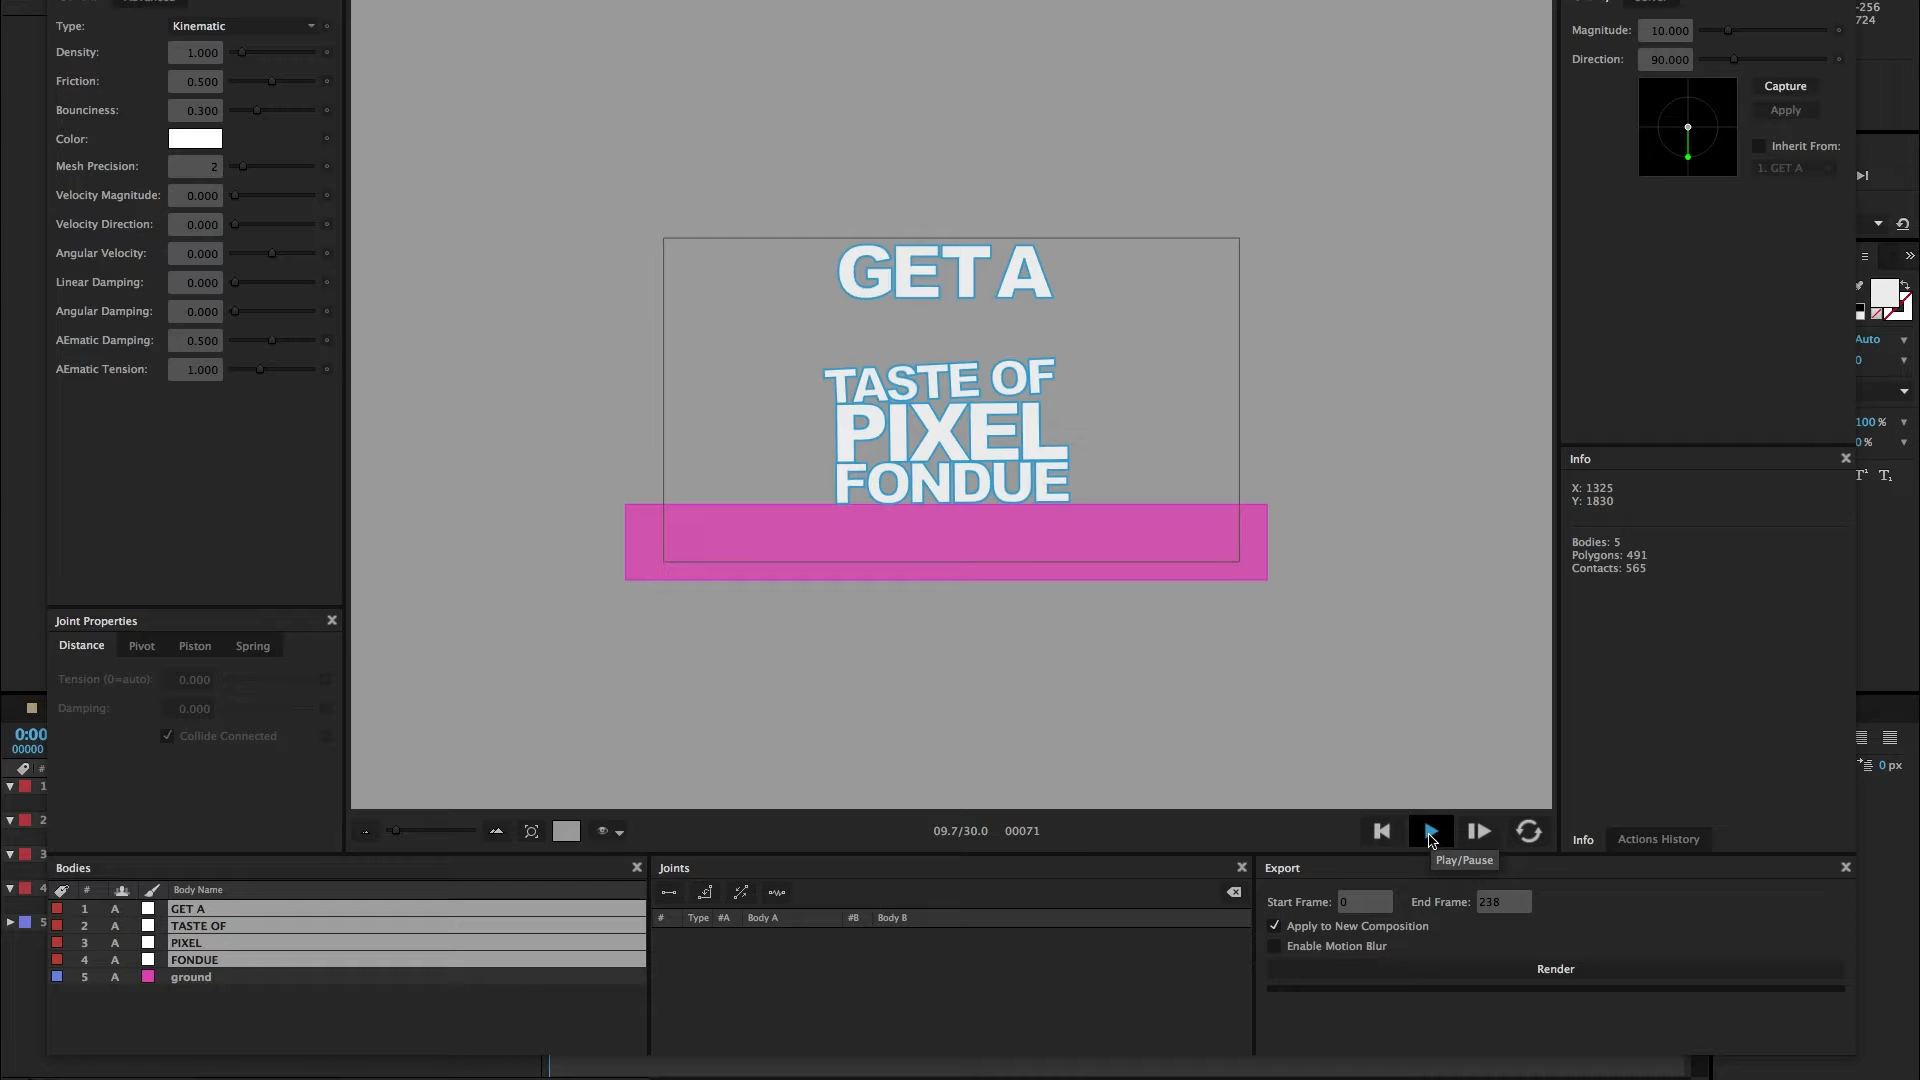 Type: Kinematic
Density: 1.000
Friction: 0.500
Bounciness: 0.300
Color:
Mesh Precision: 2
Velocity Magnitude: 0.000
Velocity Direction: 0.000
Angular Velocity: 0.000
Linear Damping: 0.000
Angular Damping: 0.000
AEmatic Damping: 0.500
AEmatic Tension: 1.000
Joint Properties
Distance Pivot Piston Spring
Tension (0=auto): 0.000
Damping: 0.000
Collide Connected
0:00
00000
#
1
2
3
4
5
GET A
TASTE OF
PIXEL
FONDUE
09.7/30.0 00071
Play/Pause
Magnitude: 10.000
Direction: 90.000
Capture
Apply
Inherit From:
1. GET A
Info
X: 1325
Y: 1830
Bodies: 5
Polygons: 491
Contacts: 565
Info Actions History
-256
724
Auto
0
100 %
0 %
0 px
Bodies
# Body Name
1 A GET A
2 A TASTE OF
3 A PIXEL
4 A FONDUE
5 A ground
Joints
# Type #A Body A #B Body B
Export
Start Frame: 0 End Frame: 238
Apply to New Composition
Enable Motion Blur
Render